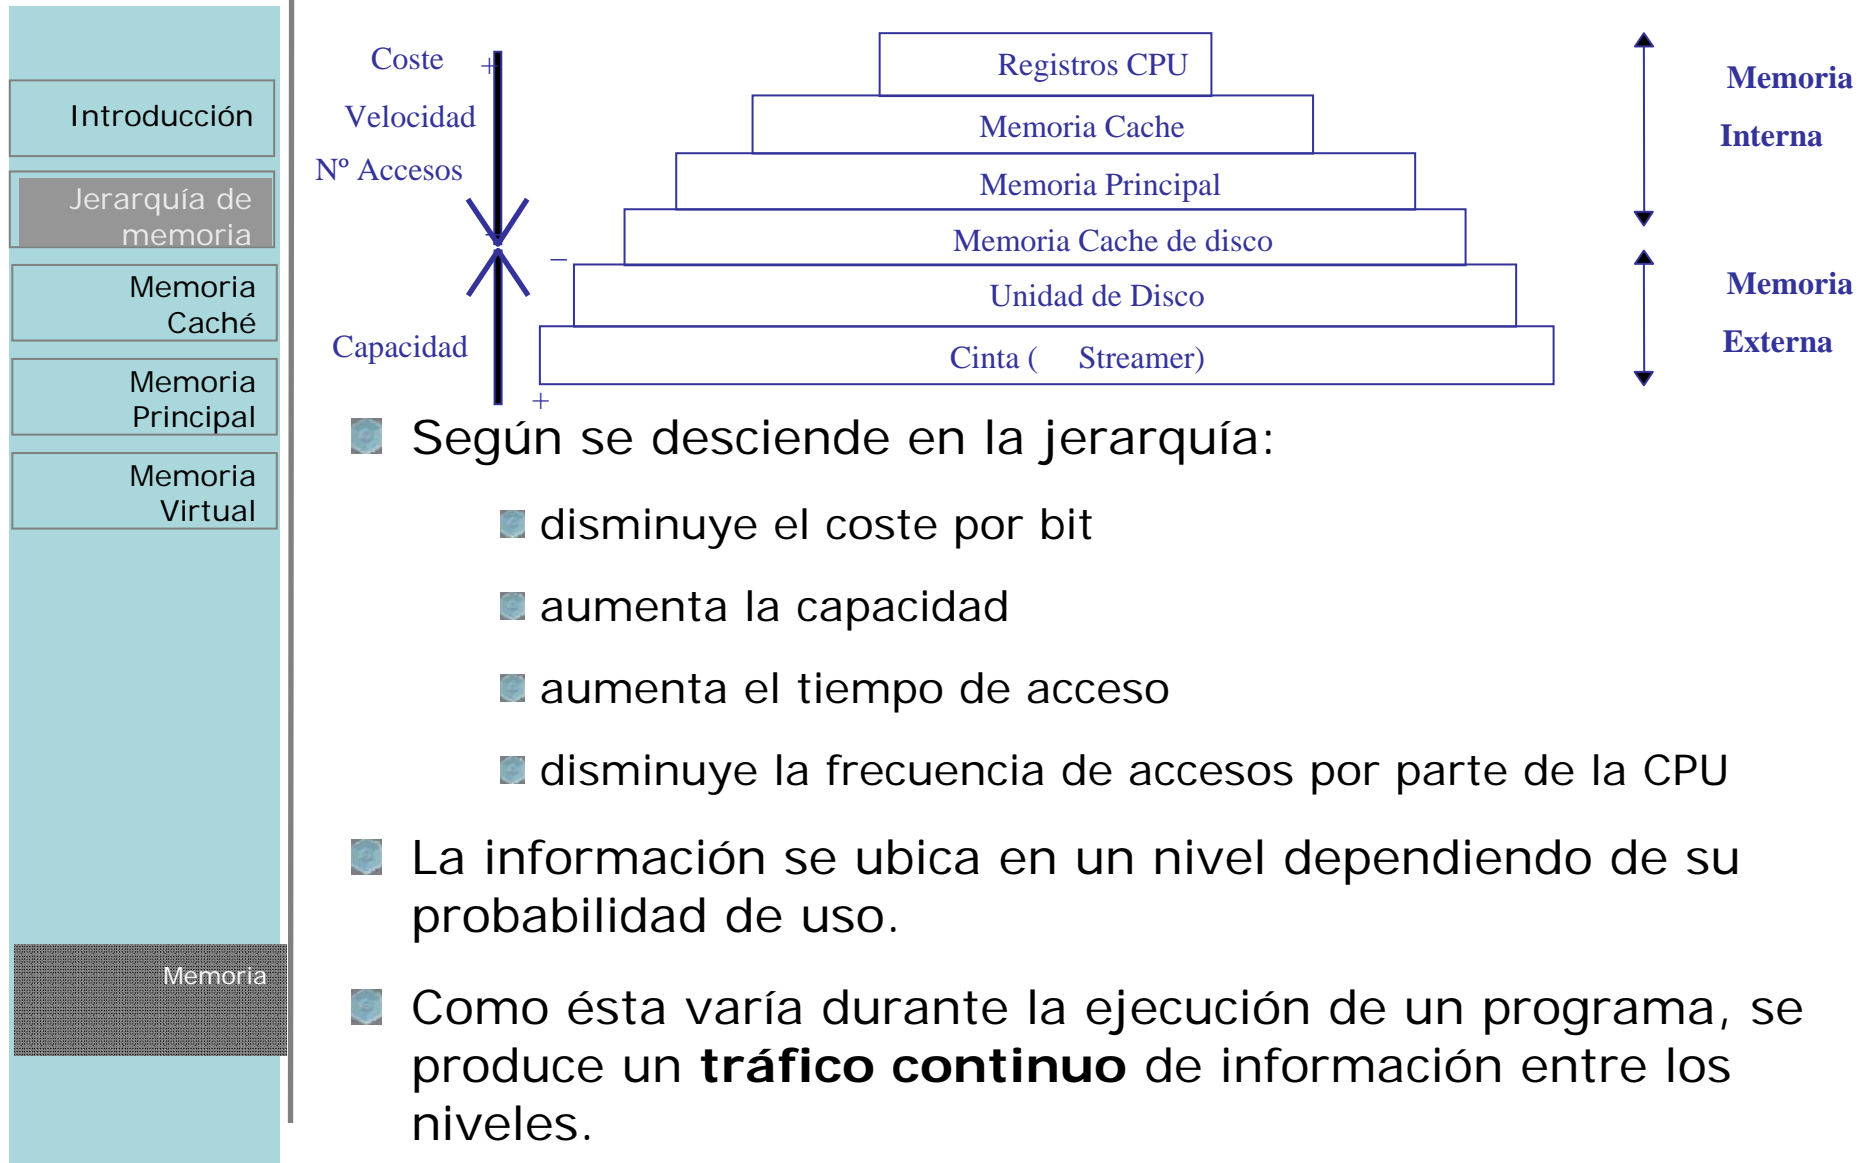 Introducción
Jerarquía de
memoria
Memoria
Caché
Memoria
Principal
Memoria
Virtual
Memoria
Coste +
Velocidad
Nº Accesos
-
–
Capacidad
+
Registros CPU
Memoria Cache
Memoria Principal
Memoria Cache de disco
Unidad de Disco
Cinta ( Streamer)
Memoria
Interna
Memoria
Externa
Según se desciende en la jerarquía:
disminuye el coste por bit
aumenta la capacidad
aumenta el tiempo de acceso
disminuye la frecuencia de accesos por parte de la CPU
La información se ubica en un nivel dependiendo de su
probabilidad de uso.
Como ésta varía durante la ejecución de un programa, se
produce un tráfico continuo de información entre los
niveles.